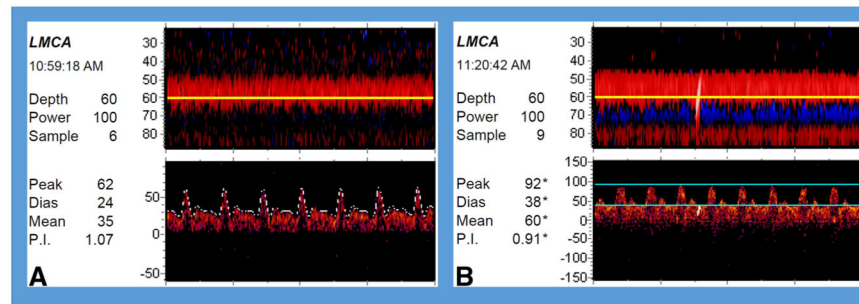 LMCA
10:59:18 AM
Depth 60
Power 100
Sample 6
Peak 62
Dias 24
Mean 35
P.I. 1.07
30
40
50
60
70
80
50
0
-50
A
LMCA
11:20:42 AM
Depth 60
Power 100
Sample 9
Peak 92*
Dias 38*
Mean 60*
P.I. 0.91*
30
40
50
60
70
80
150
100
50
0
-50
-100
-150
B